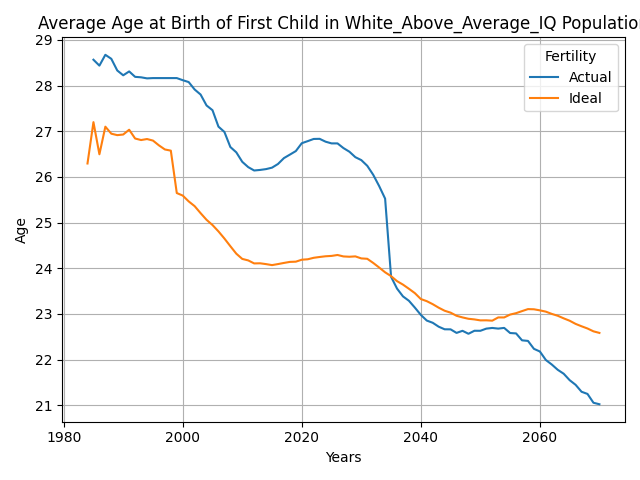 Average Age at Birth of First Child in White_Above_Average_IQ Population
29
28
27
26
25
24
23
22
21
Age
1980
2000
2020
2040
2060
Years
Fertility
Actual
Ideal